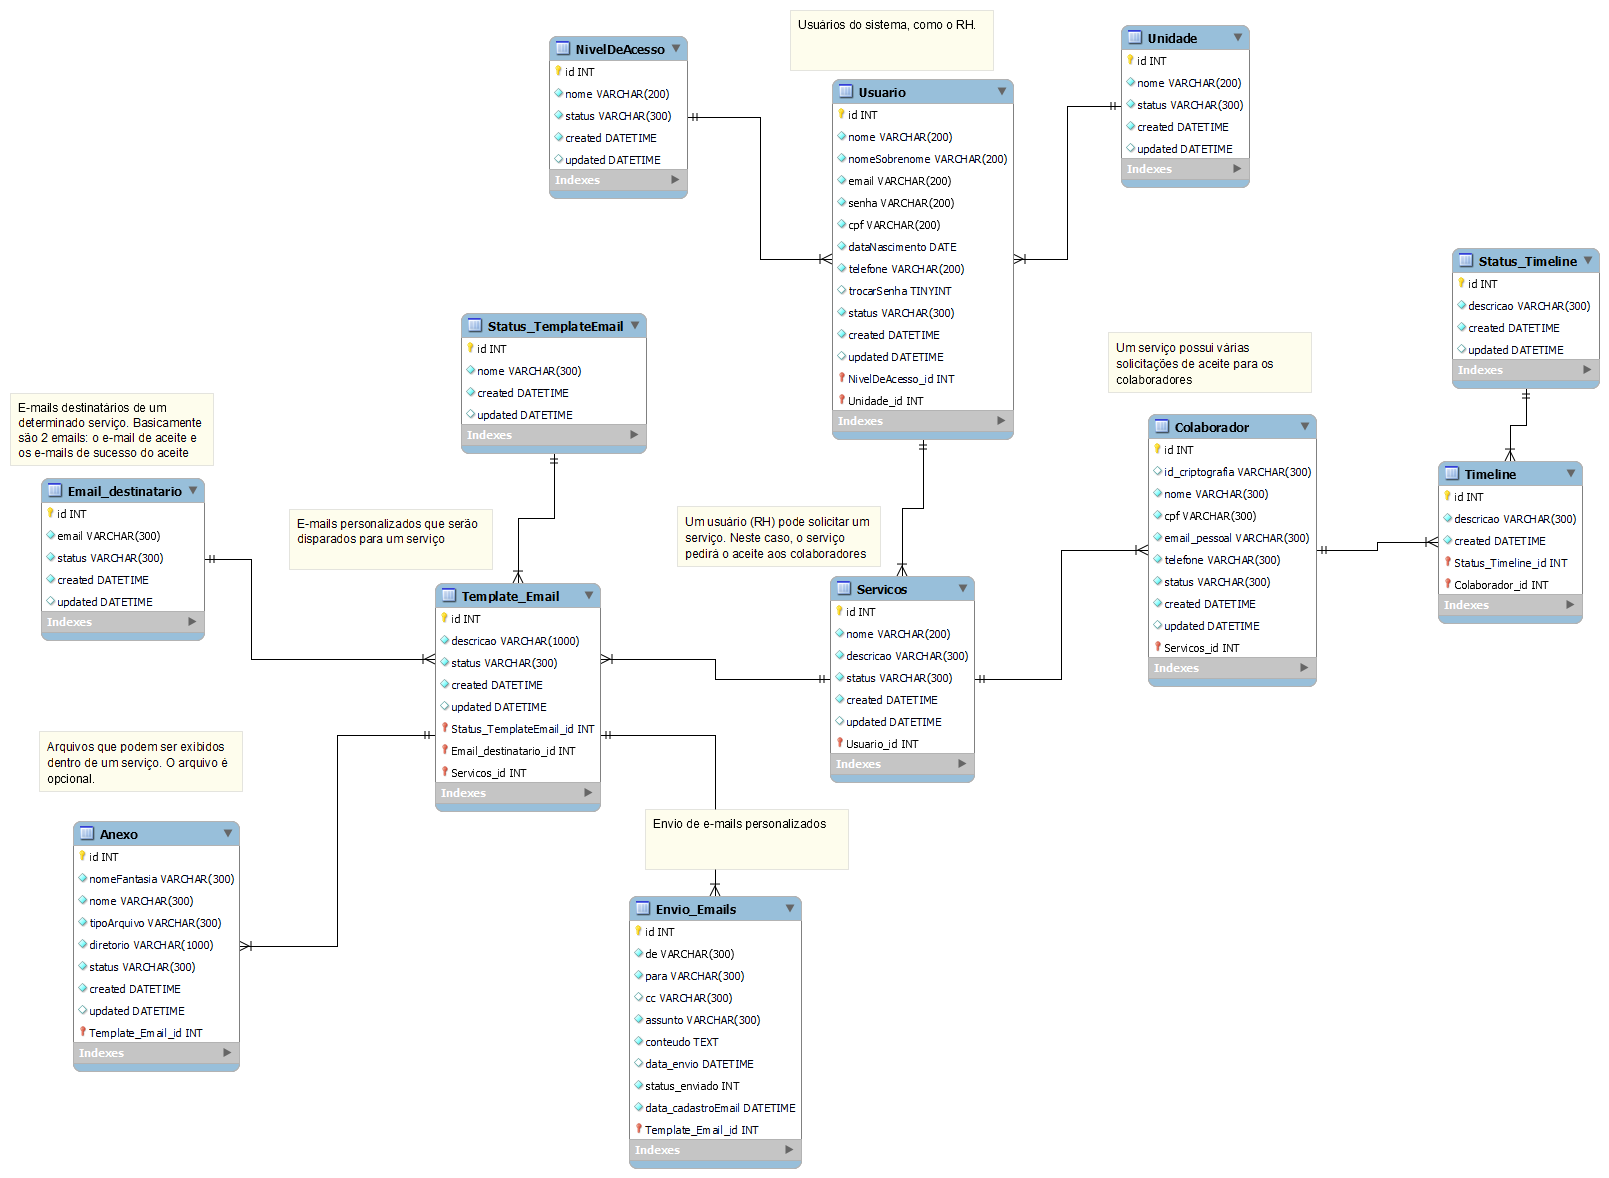 Usuários do sistema, como o RH.
NivelDeAcesso
id INT
nome VARCHAR(200)
status VARCHAR(300)
created DATETIME
updated DATETIME
Indexes
Usuario
id INT
nome VARCHAR(200)
nomeSobrenome VARCHAR(200)
email VARCHAR(200)
senha VARCHAR(200)
cpf VARCHAR(200)
dataNascimento DATE
telefone VARCHAR(200)
trocarSenha TINYINT
status VARCHAR(300)
created DATETIME
updated DATETIME
NivelDeAcesso_id INT
Unidade_id INT
Indexes
Unidade
id INT
nome VARCHAR(200)
status VARCHAR(300)
created DATETIME
updated DATETIME
Indexes
Status_Timeline
id INT
descricao VARCHAR(300)
created DATETIME
updated DATETIME
Indexes
Status_TemplateEmail
id INT
nome VARCHAR(300)
created DATETIME
updated DATETIME
Indexes
Um serviço possui várias
solicitações de aceite para os
colaboradores
E-mails destinatários de um
determinado serviço. Basicamente
são 2 emails: o e-mail de aceite e
os e-mails de sucesso do aceite
Email_destinatario
id INT
email VARCHAR(300)
status VARCHAR(300)
created DATETIME
updated DATETIME
Indexes
E-mails personalizados que serão
disparados para um serviço
Um usuário (RH) pode solicitar um
serviço. Neste caso, o serviço
pedirá o aceite aos colaboradores
Colaborador
id INT
id_criptografia VARCHAR(300)
nome VARCHAR(300)
cpf VARCHAR(300)
email_pessoal VARCHAR(300)
telefone VARCHAR(300)
status VARCHAR(300)
created DATETIME
updated DATETIME
Servicos_id INT
Indexes
Timeline
id INT
descricao VARCHAR(300)
created DATETIME
Status_Timeline_id INT
Colaborador_id INT
Indexes
Template_Email
id INT
descricao VARCHAR(1000)
status VARCHAR(300)
created DATETIME
updated DATETIME
Status_TemplateEmail_id INT
Email_destinatario_id INT
Servicos_id INT
Indexes
Servicos
id INT
nome VARCHAR(200)
descricao VARCHAR(300)
status VARCHAR(300)
created DATETIME
updated DATETIME
Usuario_id INT
Indexes
Arquivos que podem ser exibidos
dentro de um serviço. O arquivo é
opcional.
Anexo
id INT
nomeFantasia VARCHAR(300)
nome VARCHAR(300)
tipoArquivo VARCHAR(300)
diretorio VARCHAR(1000)
status VARCHAR(300)
created DATETIME
updated DATETIME
Template_Email_id INT
Indexes
Envio de e-mails personalizados
Envio_Emails
id INT
de VARCHAR(300)
para VARCHAR(300)
cc VARCHAR(300)
assunto VARCHAR(300)
conteudo TEXT
data_envio DATETIME
status_enviado INT
data_cadastroEmail DATETIME
Template_Email_id INT
Indexes